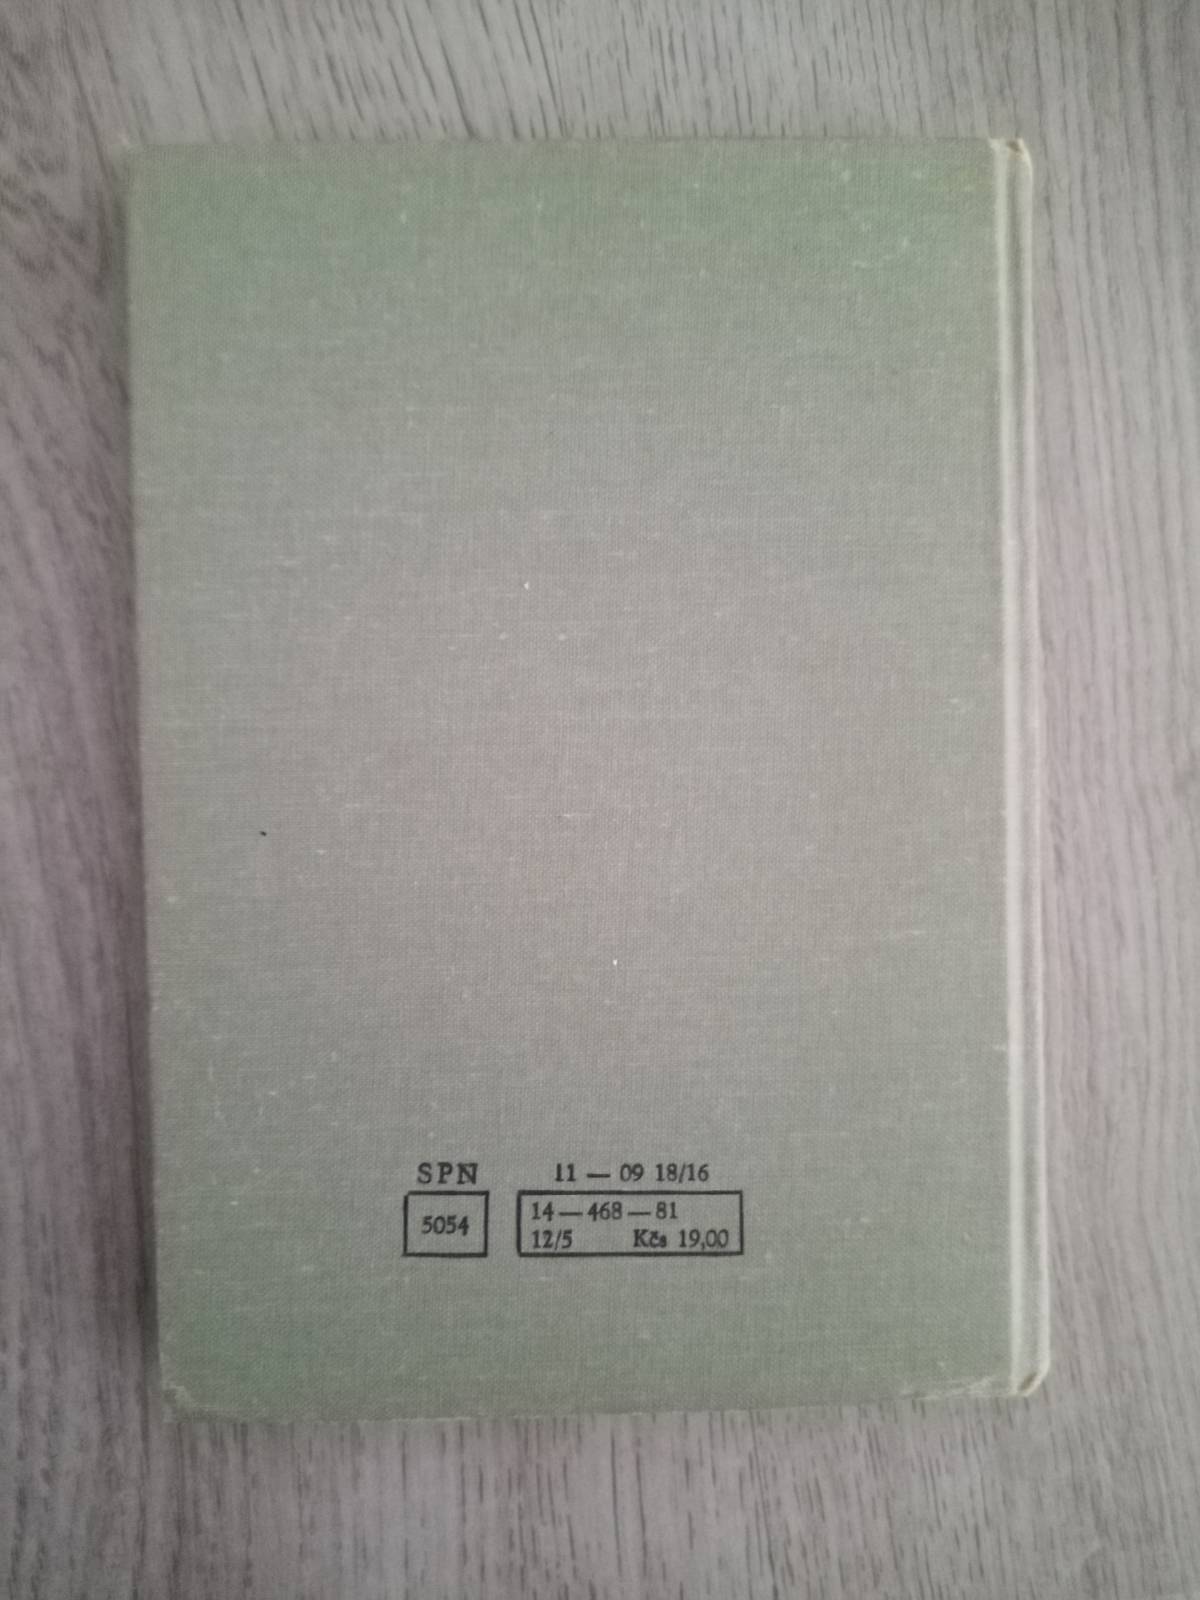 SPN 11 — 09 18/16
5054
14 — 468 — 81
12/5 Kčs 19,00